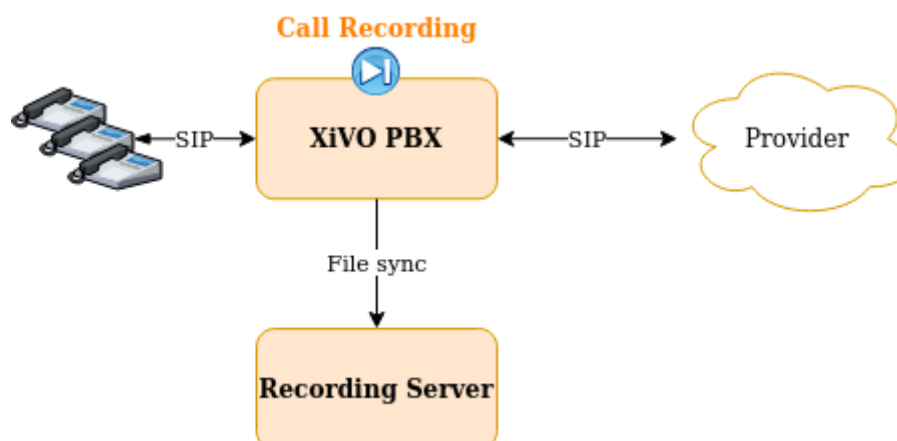 Call Recording
SIP
XiVO PBX
SIP
Provider
File sync
Recording Server